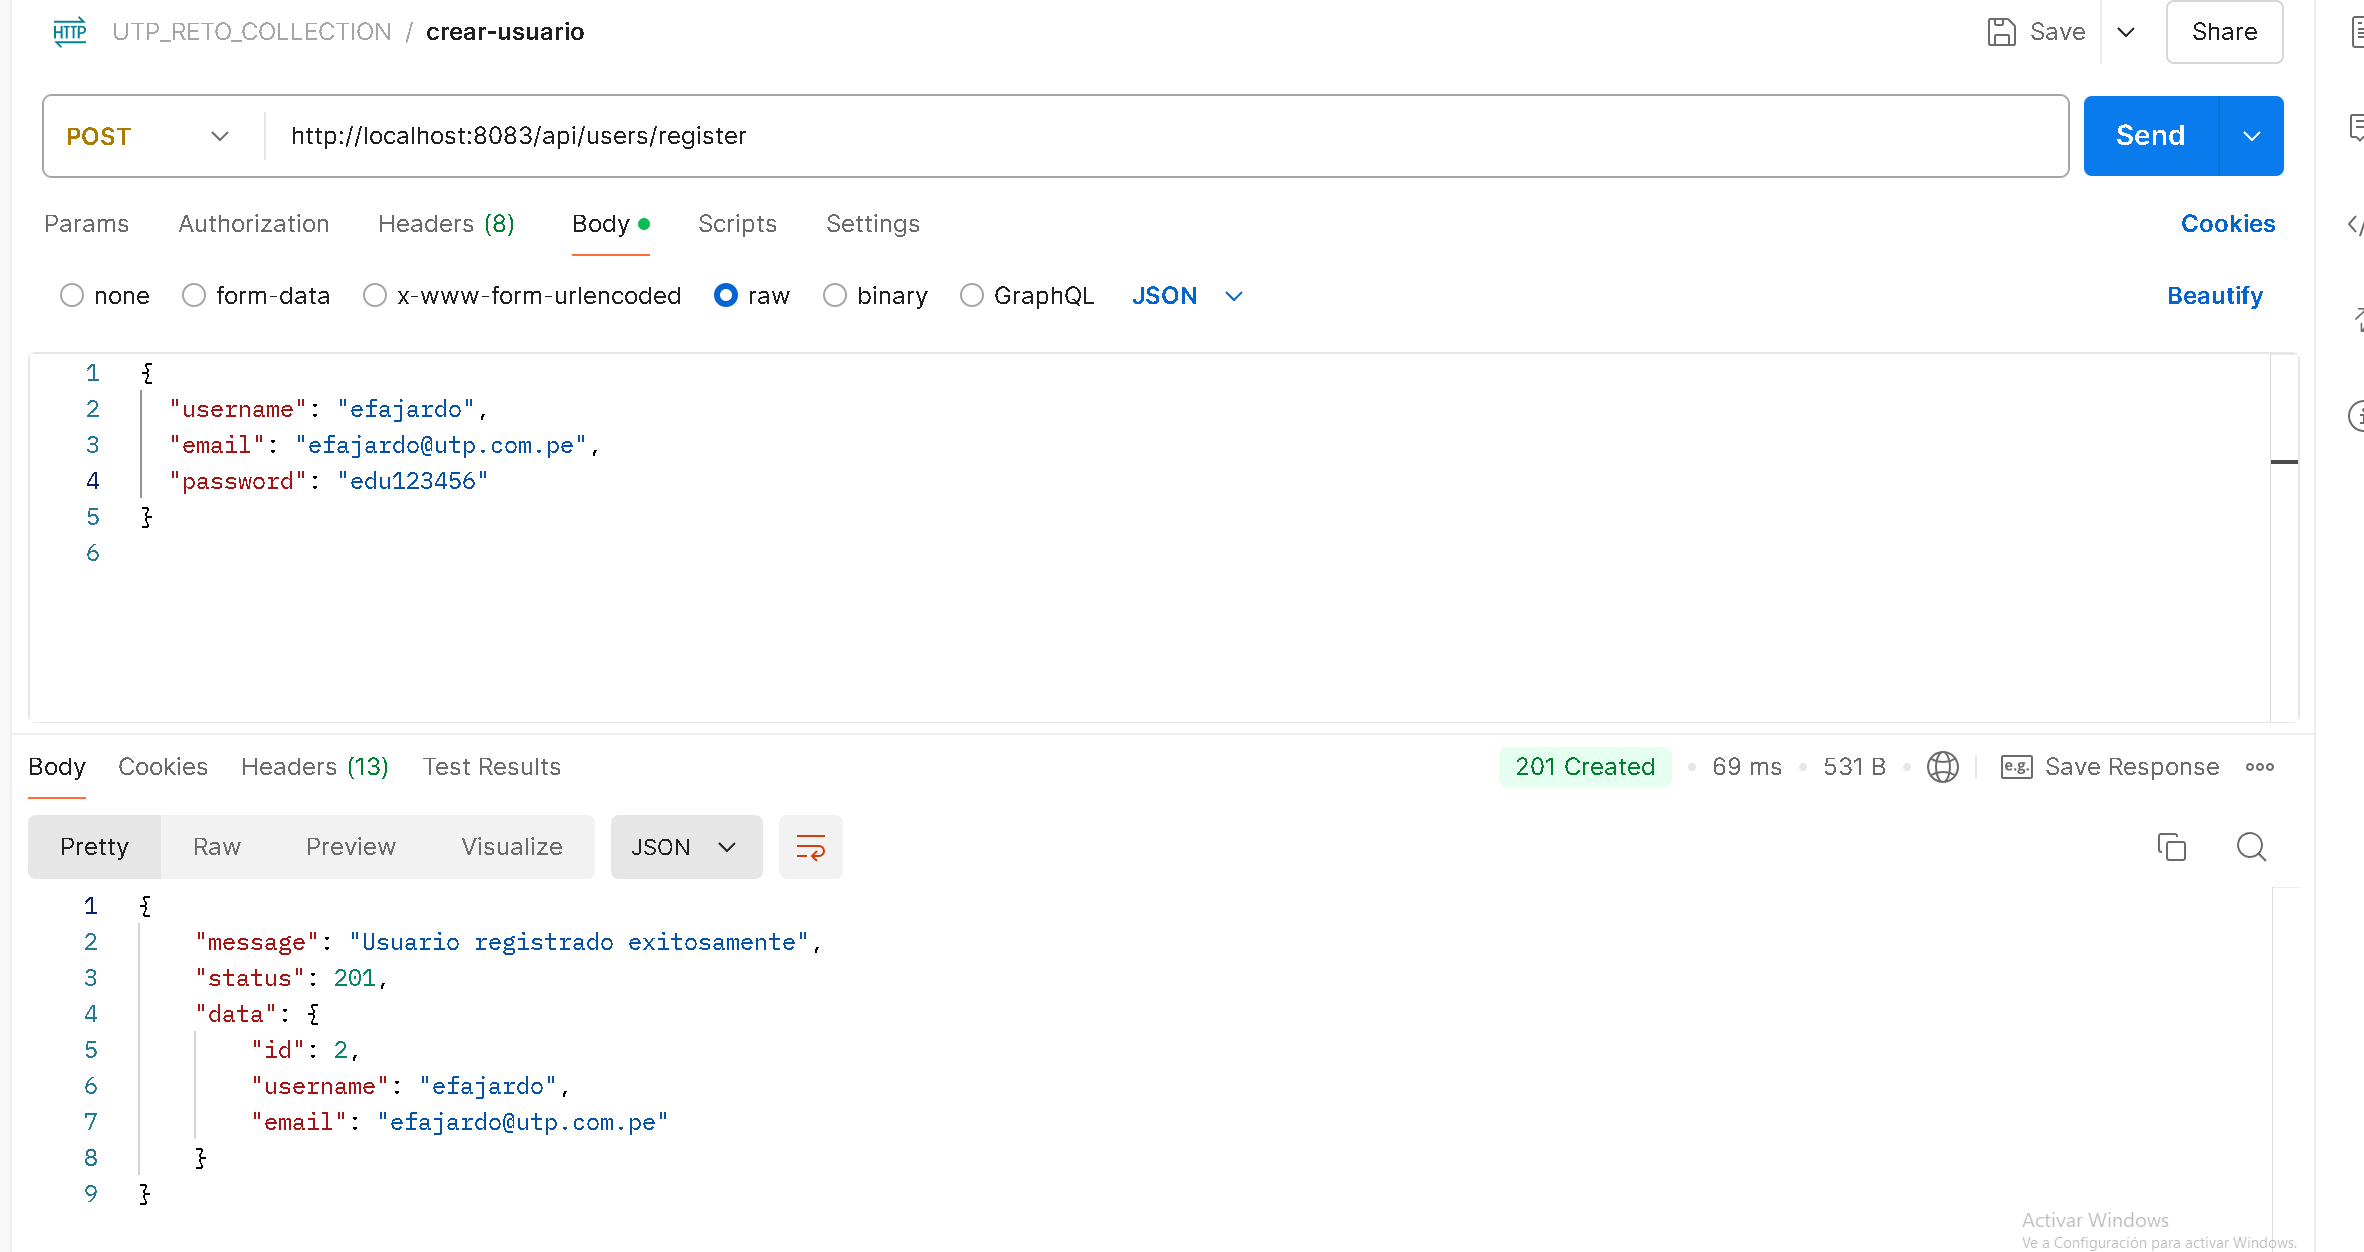 HTTP UTP_RETO_COLLECTION / crear-usuario Save Share
POST http://localhost:8083/api/users/register Send
Params Authorization Headers (8) Body Scripts Settings Cookies
none form-data x-www-form-urlencoded raw binary GraphQL JSON Beautify
1 {
2 "username": "efajardo",
3 "email": "efajardo@utp.com.pe",
4 "password": "edu123456"
5 }
6
Body Cookies Headers (13) Test Results 201 Created 69 ms 531 B e.g. Save Response
Pretty Raw Preview Visualize JSON
1 {
2 "message": "Usuario registrado exitosamente",
3 "status": 201,
4 "data": {
5 "id": 2,
6 "username": "efajardo",
7 "email": "efajardo@utp.com.pe"
8 }
9 }
Activar Windows
Ve a Configuración para activar Windows.